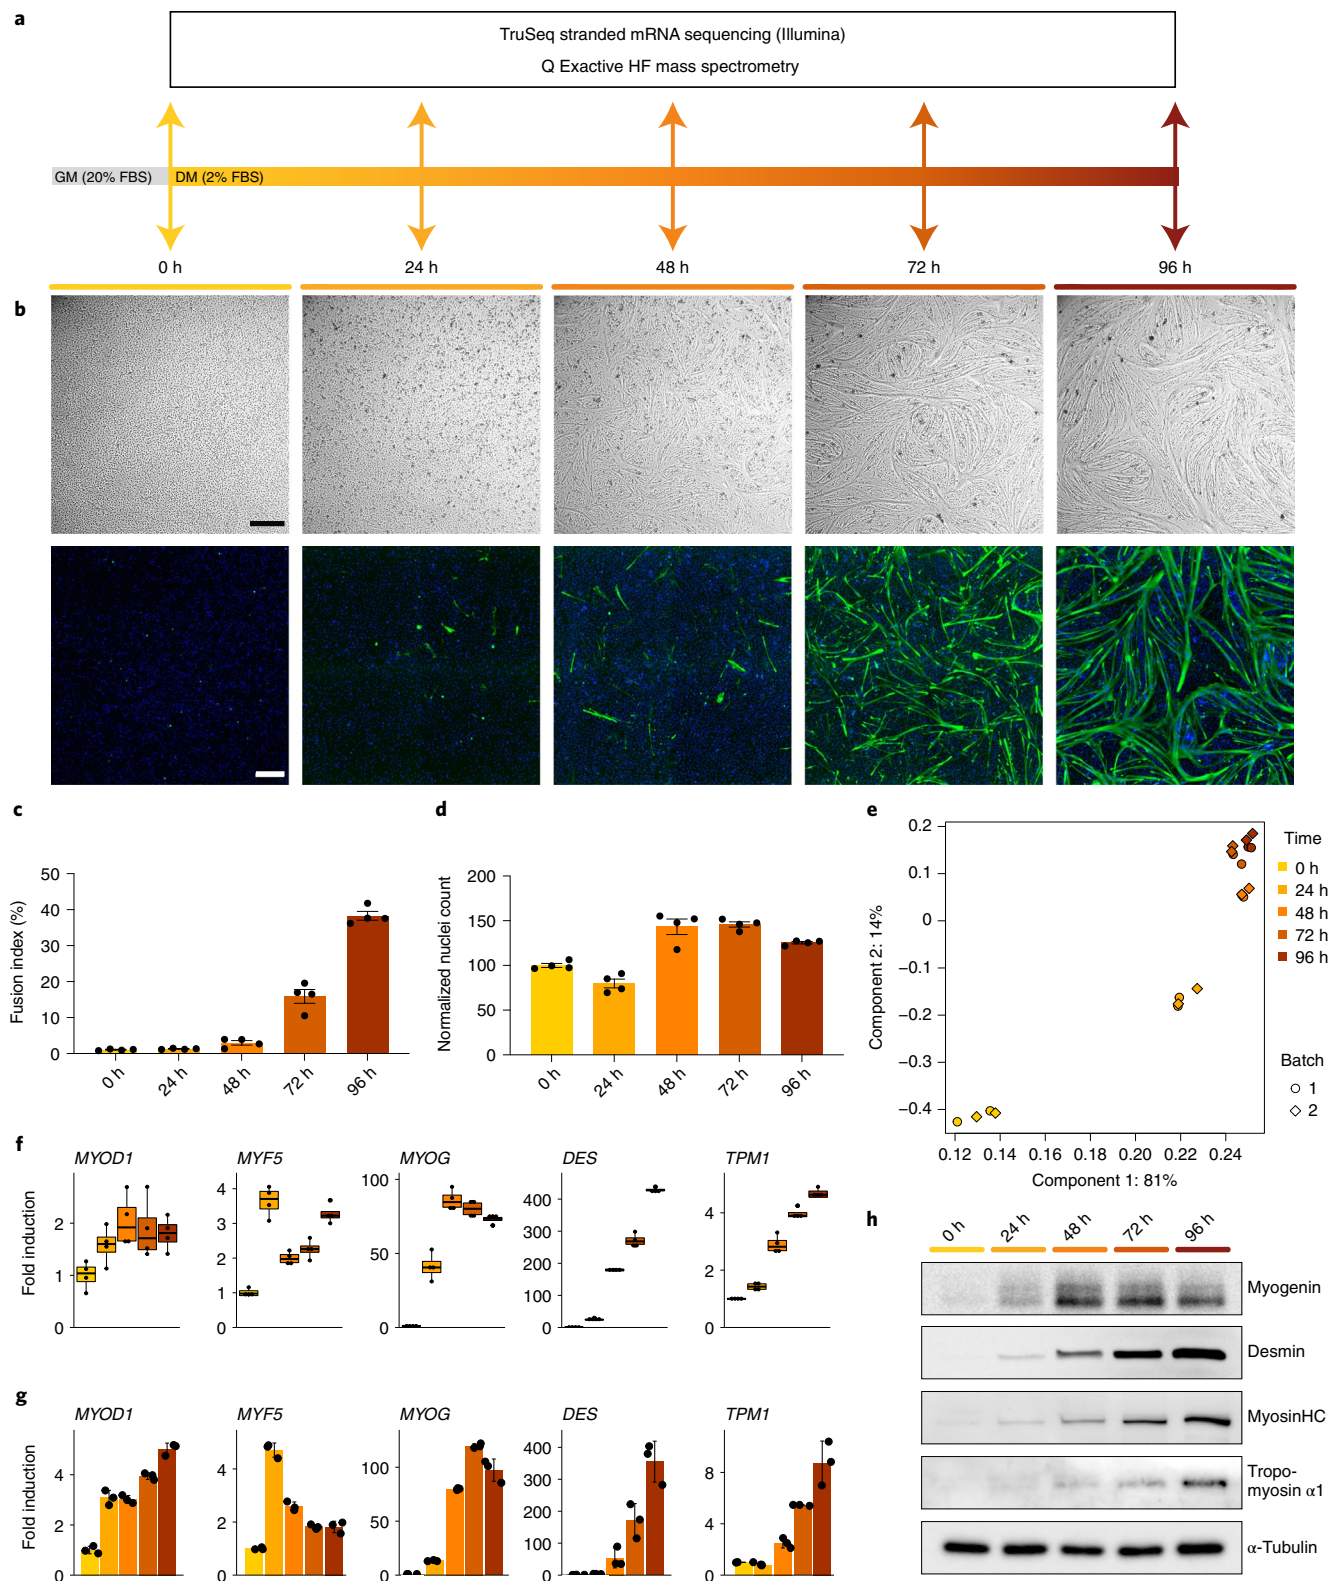 a
TruSeq stranded mRNA sequencing (Illumina)
Q Exactive HF mass spectrometry
GM (20% FBS) DM (2% FBS)
0 h 24 h 48 h 72 h 96 h
b
c
Fusion index (%)
50
40
30
20
10
0
0 h 24 h 48 h 72 h 96 h
d
Normalized nuclei count
200
150
100
50
0
0 h 24 h 48 h 72 h 96 h
e
Component 2: 14%
0.2
0.1
0
−0.1
−0.2
−0.3
−0.4
0.12 0.14 0.16 0.18 0.20 0.22 0.24
Component 1: 81%
Time
0 h
24 h
48 h
72 h
96 h
Batch
1
2
f
Fold induction
MYOD1
2
1
0
MYF5
4
3
2
1
0
MYOG
100
50
0
DES
400
300
200
100
0
TPM1
4
2
0
g
Fold induction
MYOD1
4
2
0
MYF5
4
2
0
MYOG
100
50
0
DES
400
300
200
100
0
TPM1
8
4
0
h
0 h 24 h 48 h 72 h 96 h
Myogenin
Desmin
MyosinHC
Tropo-
myosin α1
α-Tubulin